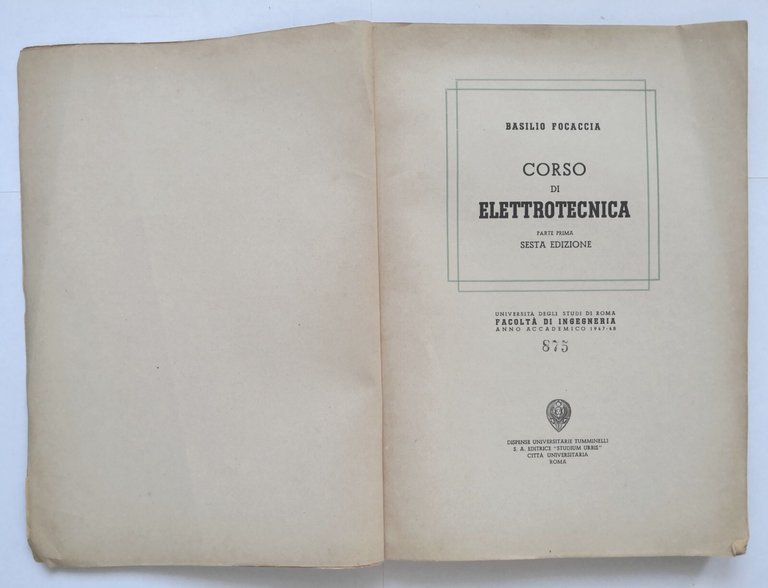 BASILIO FOCACCIA
CORSO
DI
ELETTROTECNICA
PARTE PRIMA
SESTA EDIZIONE
UNIVERSITÀ DEGLI STUDI DI ROMA
FACOLTÀ DI INGEGNERIA
ANNO ACCADEMICO 1947-48
875
DISPENSE UNIVERSITARIE TUMMINELLI
S. A. EDITRICE "STUDIUM URBIS"
CITTÀ UNIVERSITARIA
ROMA